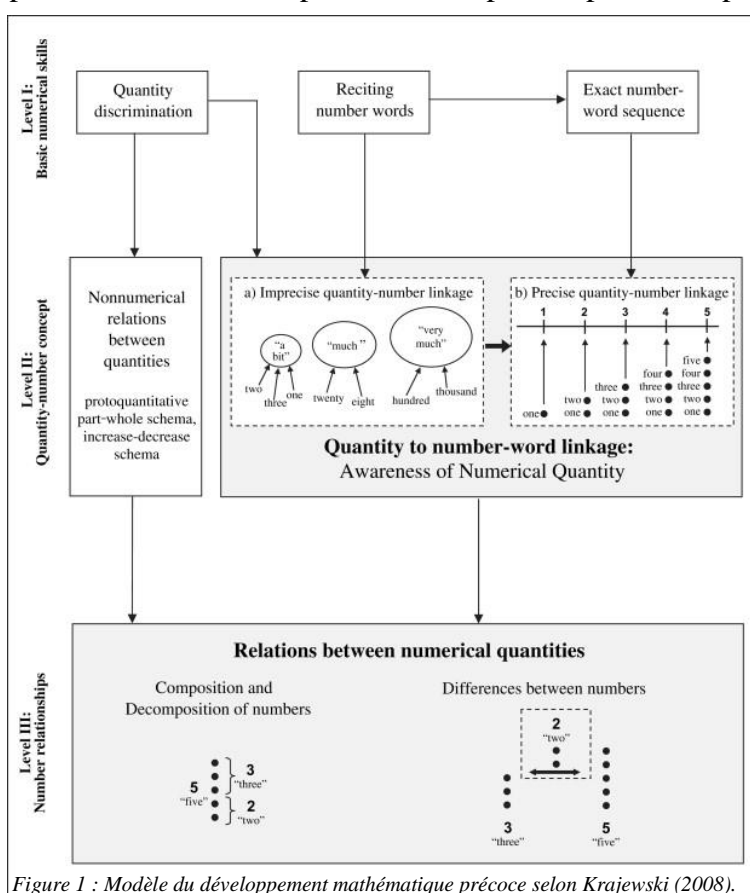 Level I:
Basic numerical skills
Quantity
discrimination
Reciting
number words
Exact number-
word sequence
Level II:
Quantity-number concept
Nonnumerical
relations
between
quantities
protoquantitative
part-whole schema,
increase-decrease
schema
a) Imprecise quantity-number linkage
"a
bit"
"much"
"very
much"
two
three
one
twenty
eight
hundred
thousand
b) Precise quantity-number linkage
1 2 3 4 5
five
four four
three three three
two two two two
one one one one one
Quantity to number-word linkage:
Awareness of Numerical Quantity
Level III:
Number relationships
Relations between numerical quantities
Composition and
Decomposition of numbers
5
"five"
3
"three"
2
"two"
Differences between numbers
2
"two"
3
"three"
5
"five"
Figure 1 : Modèle du développement mathématique précoce selon Krajewski (2008).